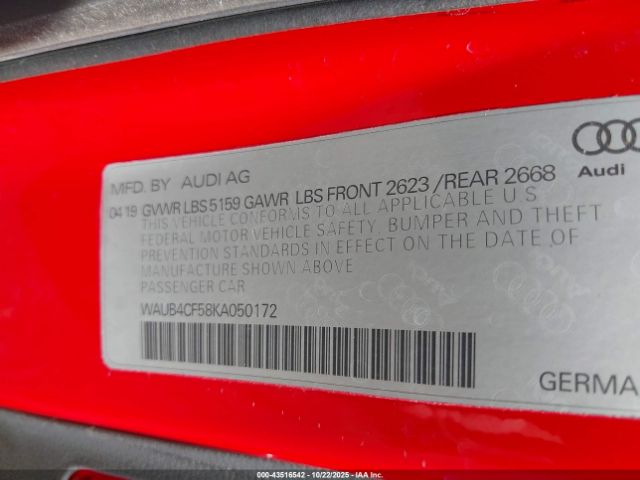 MFD. BY AUDI AG
0419 GVWR LBS 5159 GAWR LBS FRONT 2623 / REAR 2668
THIS VEHICLE CONFORMS TO ALL APPLICABLE U.S
FEDERAL MOTOR VEHICLE SAFETY, BUMPER AND THEFT
PREVENTION STANDARDS IN EFFECT ON THE DATE OF
MANUFACTURE SHOWN ABOVE
PASSENGER CAR
WAUB4CF58KA050172
Audi
GERMA
ID: 000-43516542 - 10/22/2025 - IAA Inc.